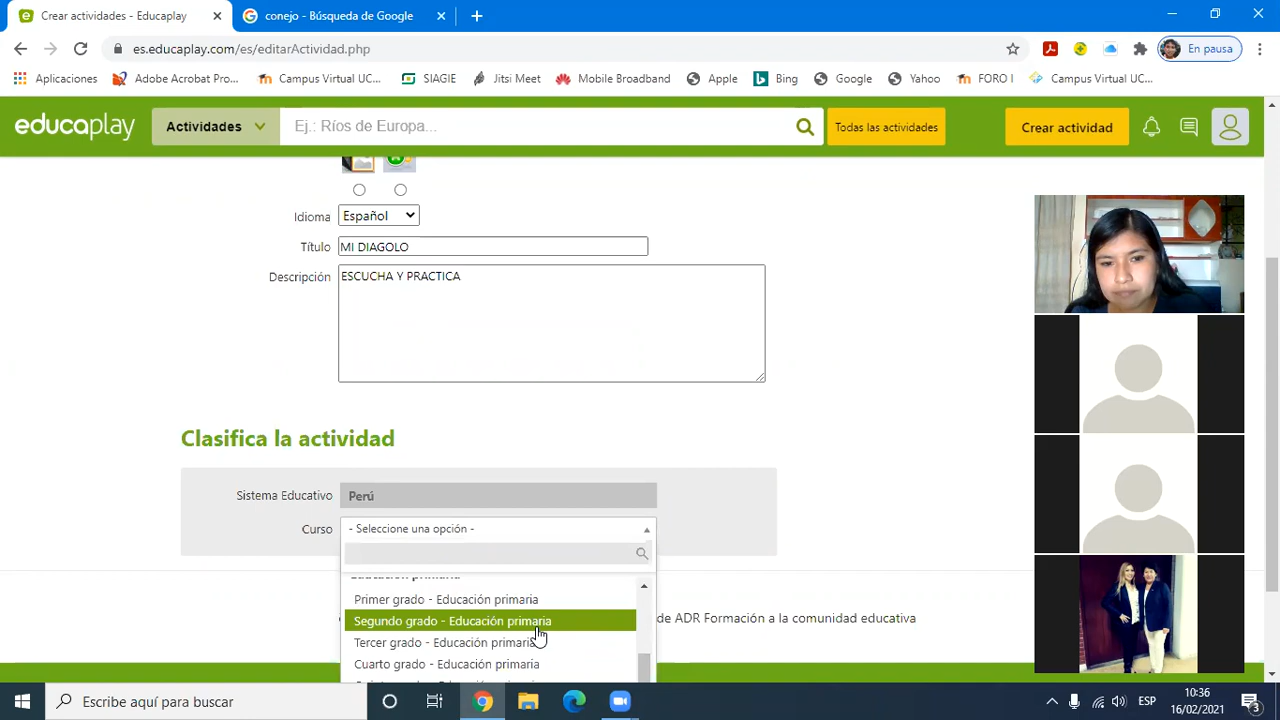 Crear actividades - Educaplay
conejo - Búsqueda de Google
es.educaplay.com/es/editarActividad.php
En pausa
Aplicaciones
Adobe Acrobat Pro...
Campus Virtual UC...
SIAGIE
Jitsi Meet
Mobile Broadband
Apple
Bing
Google
Yahoo
FORO I
Campus Virtual UC...
educaplay
Actividades
Ej.: Ríos de Europa...
Todas las actividades
Crear actividad
Idioma
Español
Título
MI DIAGOLO
Descripción
ESCUCHA Y PRACTICA
Clasifica la actividad
Sistema Educativo
Perú
Curso
- Seleccione una opción -
Educación primaria
Primer grado - Educación primaria
Segundo grado - Educación primaria
de ADR Formación a la comunidad educativa
Tercer grado - Educación primaria
Cuarto grado - Educación primaria
Escribe aquí para buscar
ESP
10:36
16/02/2021
3